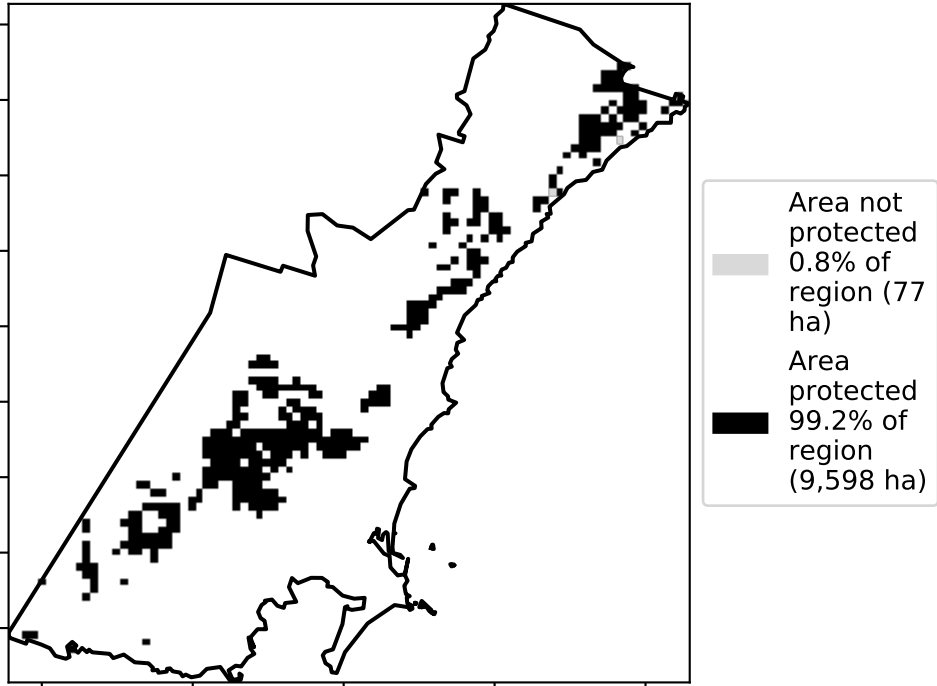 Area not
protected
0.8% of
region (77
ha)
Area
protected
99.2% of
region
(9,598 ha)